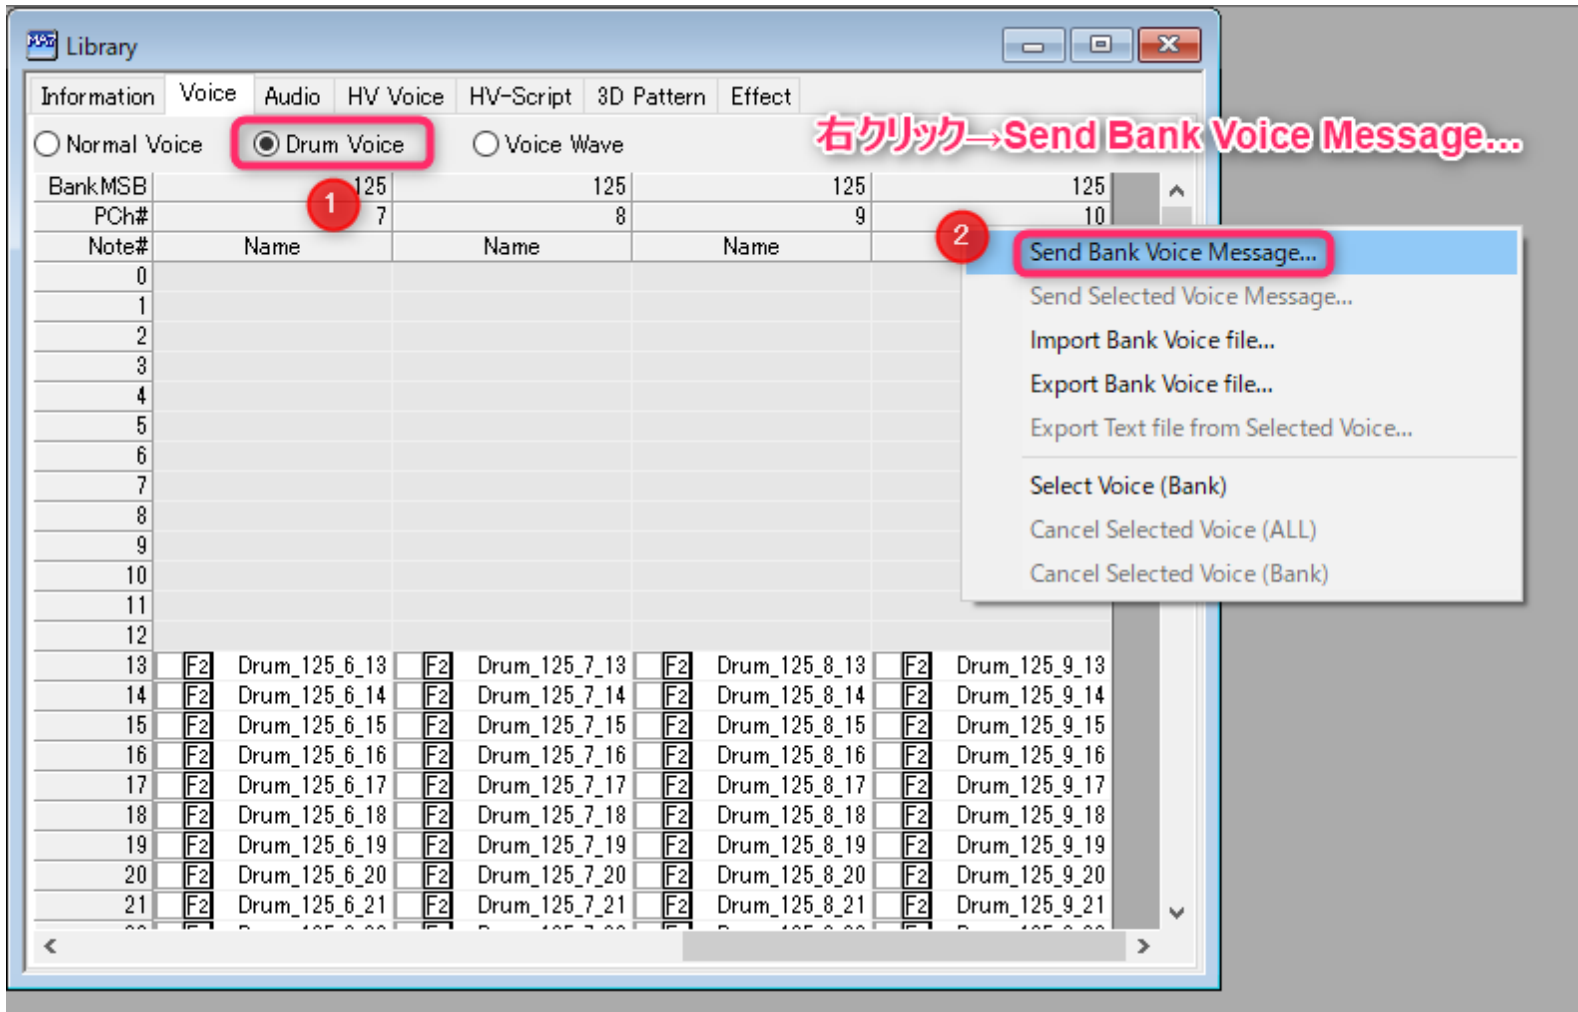 MA7 Library
Information Voice Audio HV Voice HV-Script 3D Pattern Effect
右クリック→Send Bank Voice Message...
Normal Voice Drum Voice Voice Wave
BankMSB 125 125 125 125
1
PCh# 7 8 9 10
2
Note# Name Name Name
Send Bank Voice Message...
0
Send Selected Voice Message...
1
Import Bank Voice file...
2
3
Export Bank Voice file...
4
Export Text file from Selected Voice...
5
6
Select Voice (Bank)
7
8
Cancel Selected Voice (ALL)
9
Cancel Selected Voice (Bank)
10
11
12
13 F2 Drum_125_6_13 F2 Drum_125_7_13 F2 Drum_125_8_13 F2 Drum_125_9_13
14 F2 Drum_125_6_14 F2 Drum_125_7_14 F2 Drum_125_8_14 F2 Drum_125_9_14
15 F2 Drum_125_6_15 F2 Drum_125_7_15 F2 Drum_125_8_15 F2 Drum_125_9_15
16 F2 Drum_125_6_16 F2 Drum_125_7_16 F2 Drum_125_8_16 F2 Drum_125_9_16
17 F2 Drum_125_6_17 F2 Drum_125_7_17 F2 Drum_125_8_17 F2 Drum_125_9_17
18 F2 Drum_125_6_18 F2 Drum_125_7_18 F2 Drum_125_8_18 F2 Drum_125_9_18
19 F2 Drum_125_6_19 F2 Drum_125_7_19 F2 Drum_125_8_19 F2 Drum_125_9_19
20 F2 Drum_125_6_20 F2 Drum_125_7_20 F2 Drum_125_8_20 F2 Drum_125_9_20
21 F2 Drum_125_6_21 F2 Drum_125_7_21 F2 Drum_125_8_21 F2 Drum_125_9_21